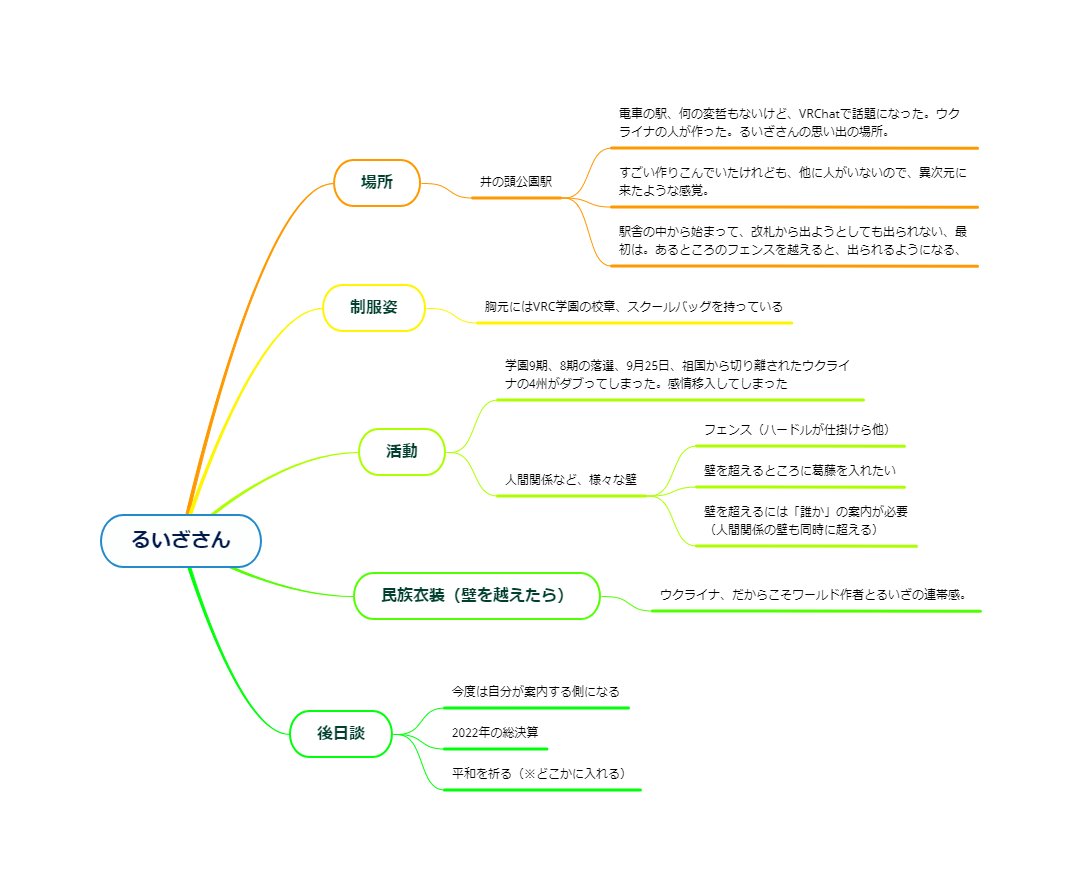 るいざさん
場所
井の頭公園駅
電車の駅、何の変哲もないけど、VRChatで話題になった。ウク
ライナの人が作った。るいざさんの思い出の場所。
すごい作りこんでいたけれども、他に人がいないので、異次元に
来たような感覚。
駅舎の中から始まって、改札から出ようとしても出られない、最
初は。あるところのフェンスを越えると、出られるようになる、
制服姿
胸元にはVRC学園の校章、スクールバッグを持っている
活動
学園9期、8期の落選、9月25日、祖国から切り離されたウクライ
ナの4州がダブってしまった。感情移入してしまった
人間関係など、様々な壁
フェンス（ハードルが仕掛けら他）
壁を超えるところに葛藤を入れたい
壁を超えるには「誰か」の案内が必要
（人間関係の壁も同時に超える）
民族衣装（壁を越えたら）
ウクライナ、だからこそワールド作者とるいざの連帯感。
後日談
今度は自分が案内する側になる
2022年の総決算
平和を祈る（※どこかに入れる）